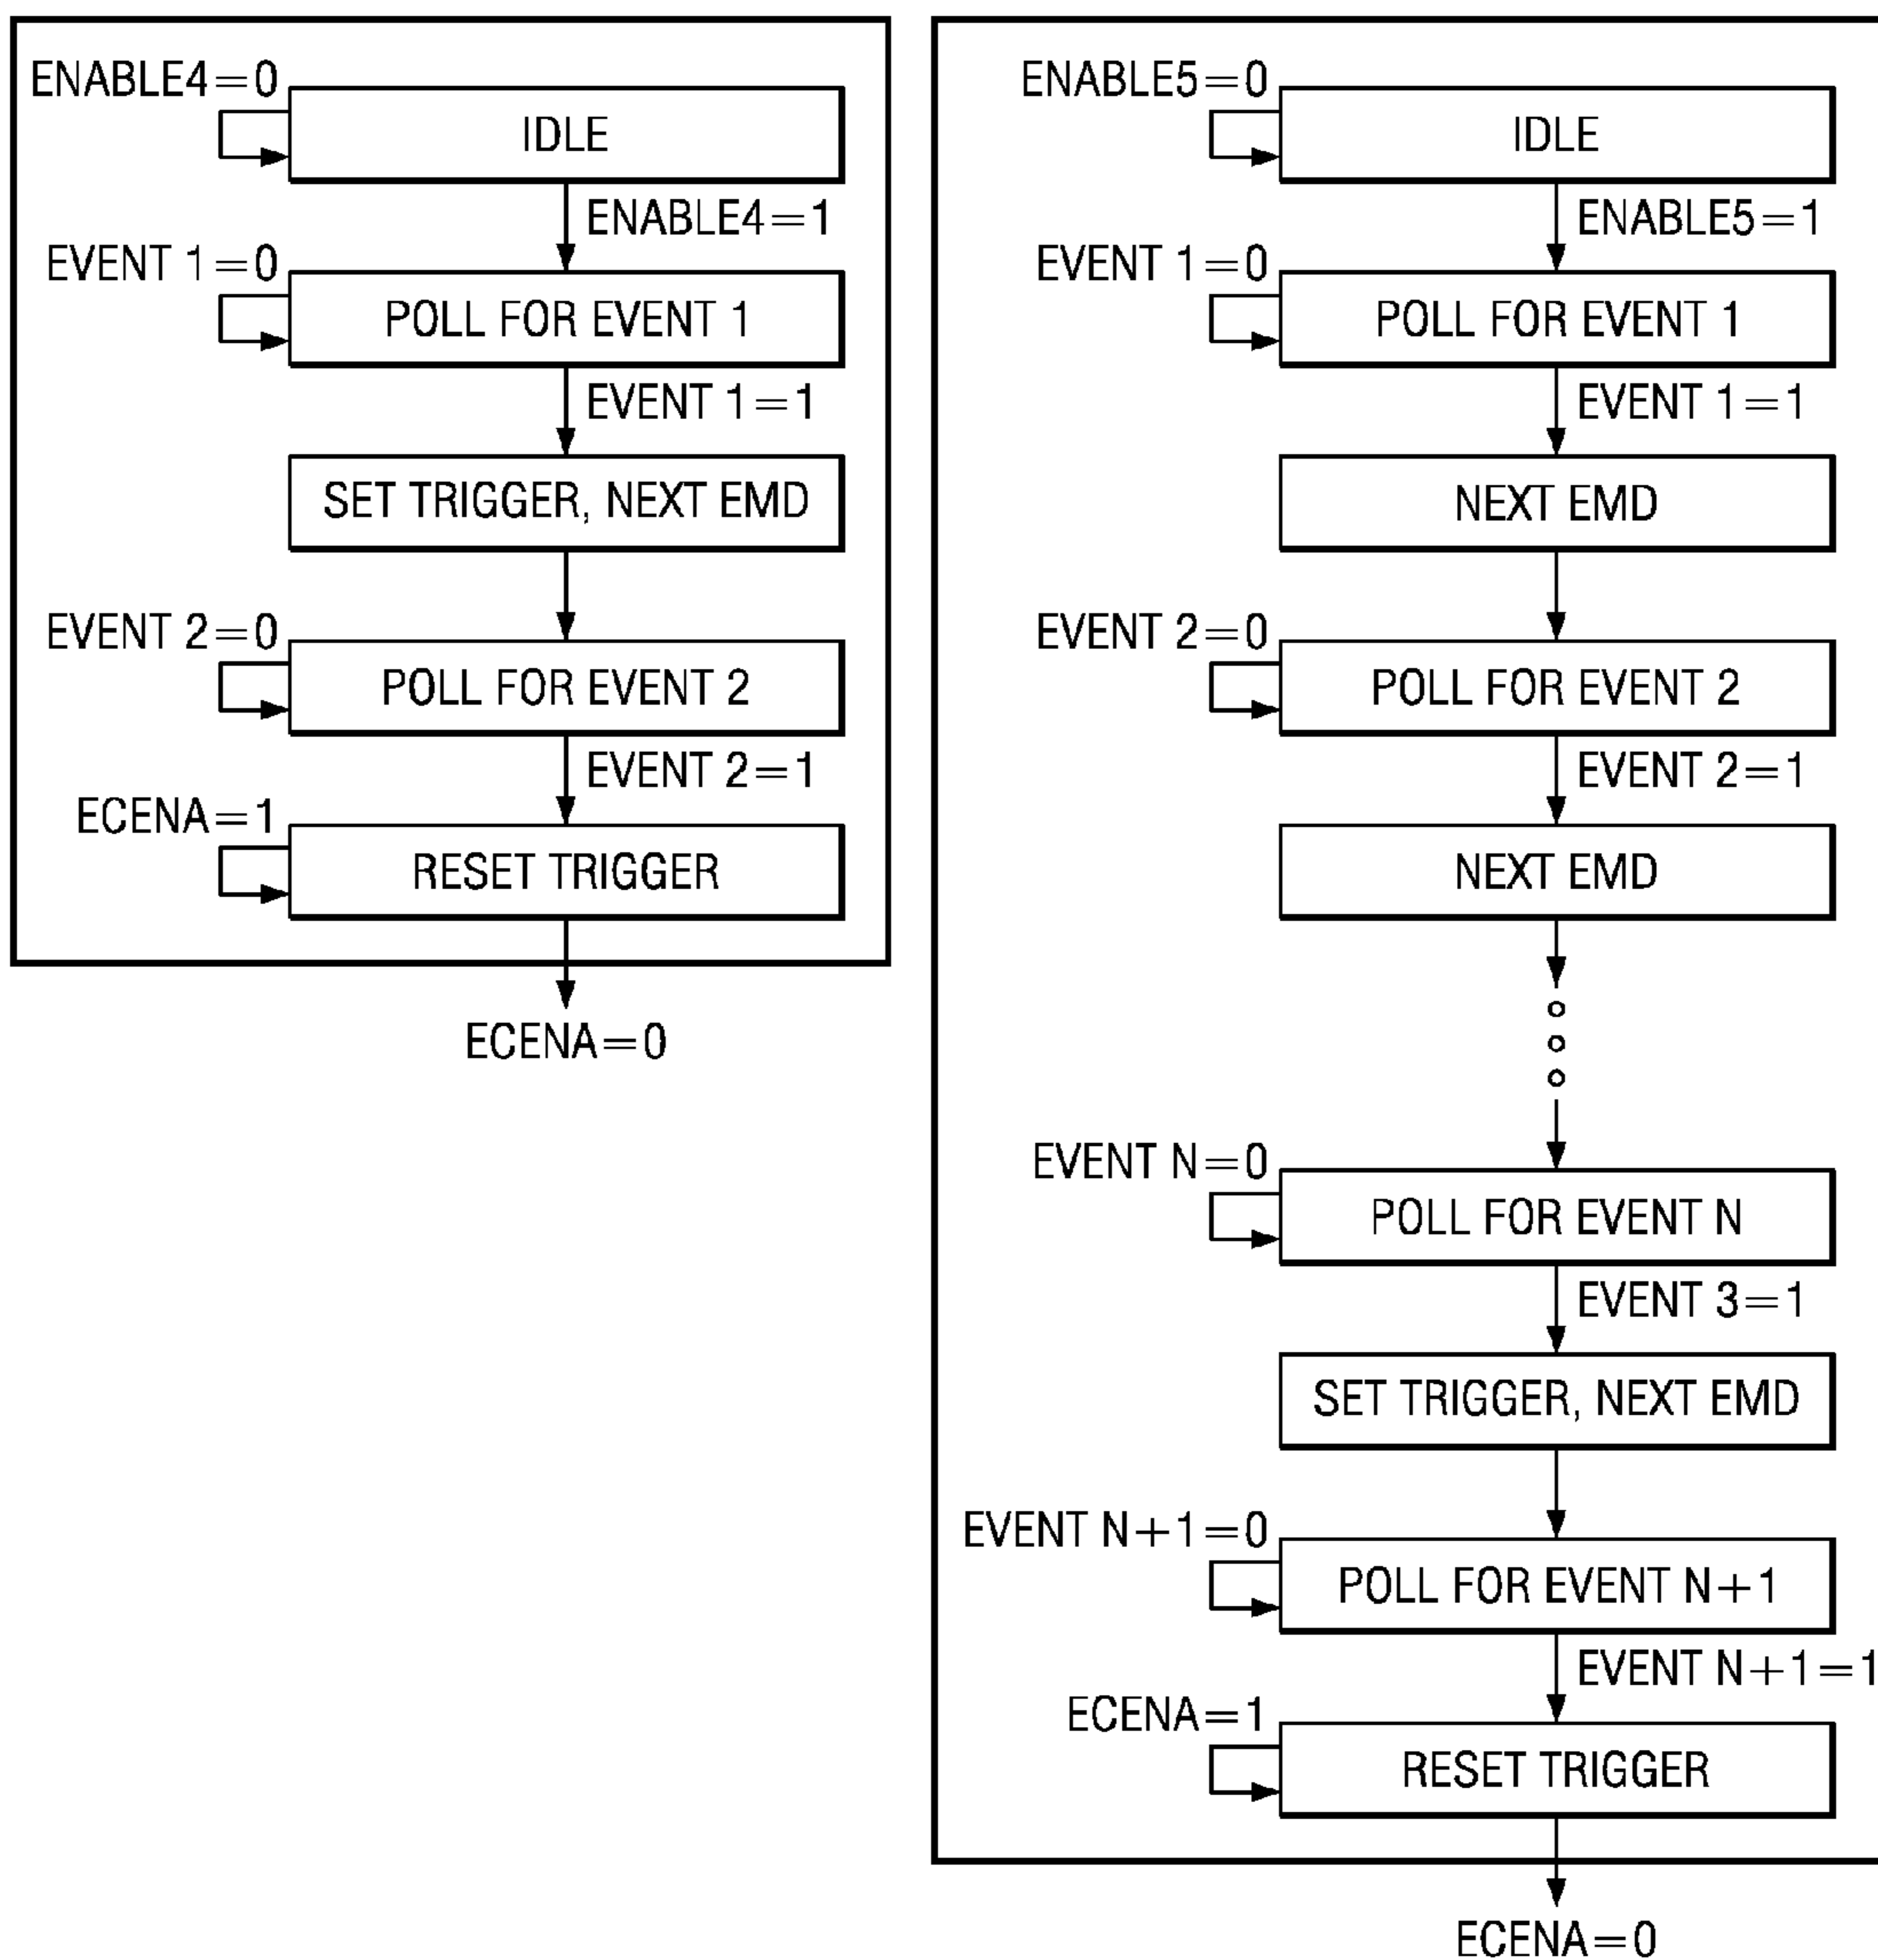 ENABLE4=0
IDLE
ENABLE4=1
EVENT 1=0
POLL FOR EVENT 1
EVENT 1=1
SET TRIGGER, NEXT EMD
EVENT 2=0
POLL FOR EVENT 2
EVENT 2=1
ECENA=1
RESET TRIGGER
ECENA=0
ENABLE5=0
IDLE
ENABLE5=1
EVENT 1=0
POLL FOR EVENT 1
EVENT 1=1
NEXT EMD
EVENT 2=0
POLL FOR EVENT 2
EVENT 2=1
NEXT EMD
EVENT N=0
POLL FOR EVENT N
EVENT 3=1
SET TRIGGER, NEXT EMD
EVENT N+1=0
POLL FOR EVENT N+1
EVENT N+1=1
ECENA=1
RESET TRIGGER
ECENA=0